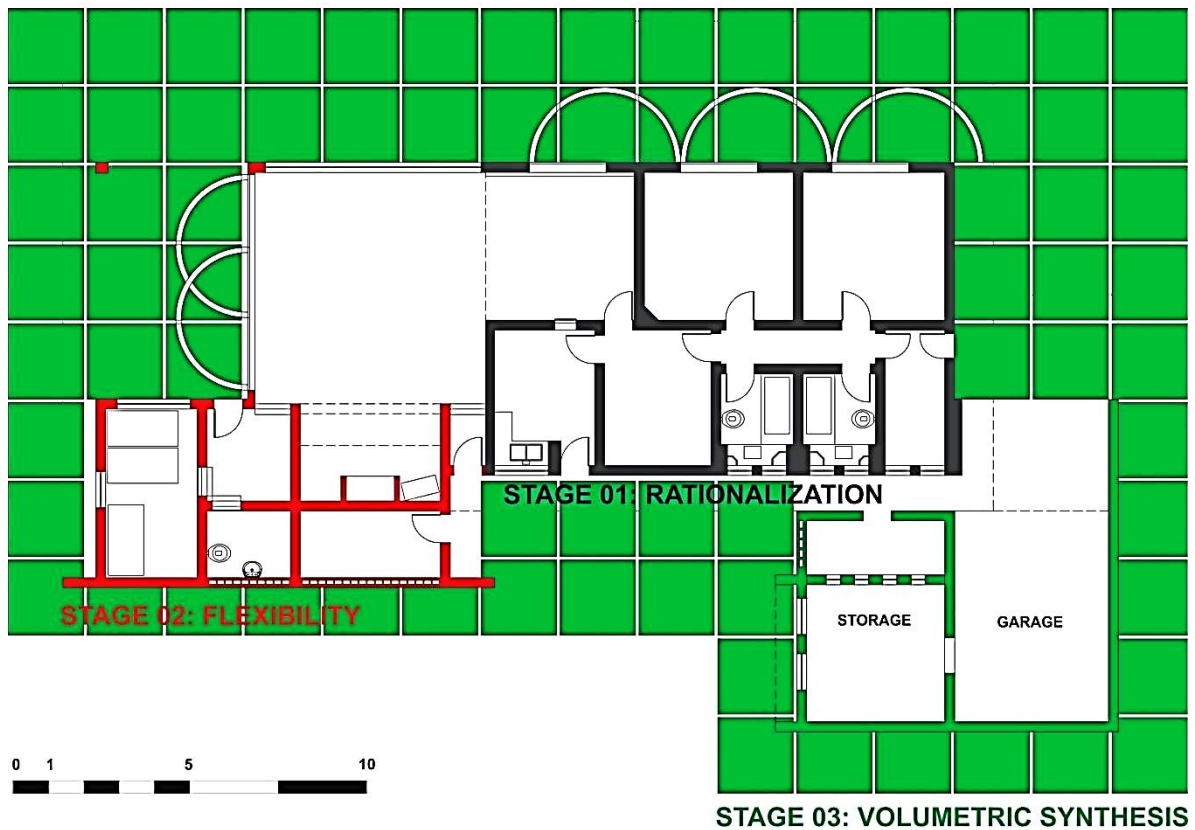 STAGE 01: RATIONALIZATION
STAGE 02: FLEXIBILITY
STORAGE
GARAGE
0 1 5 10
STAGE 03: VOLUMETRIC SYNTHESIS